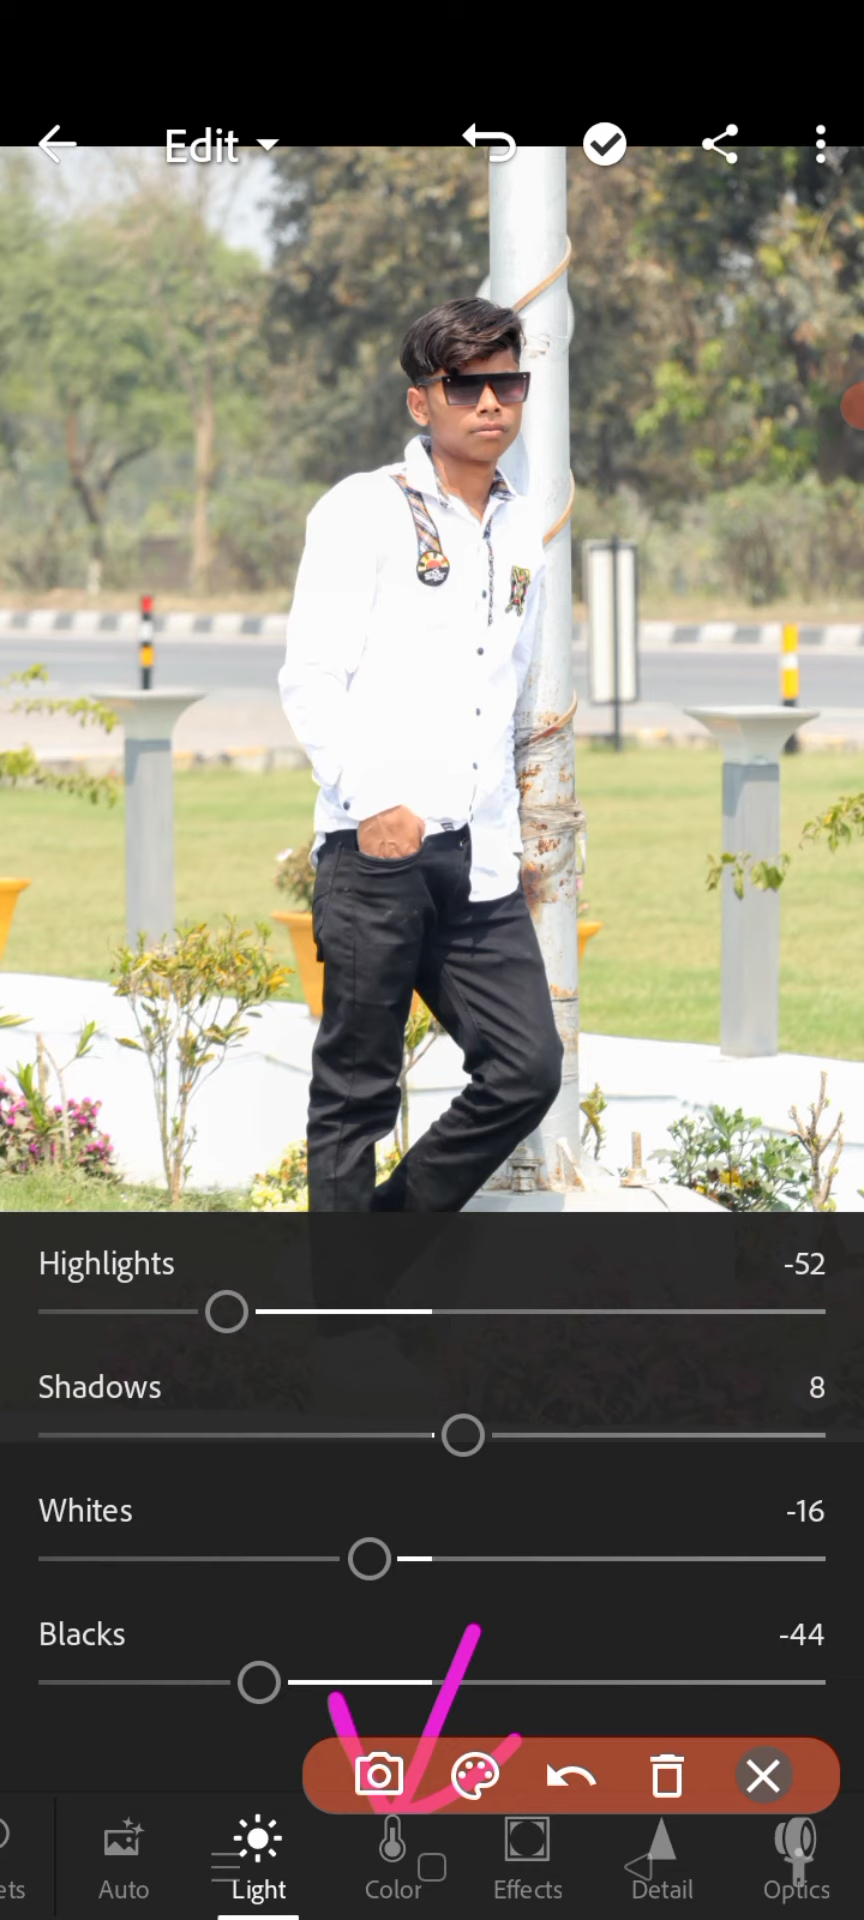 Edit
Highlights -52
Shadows 8
Whites -16
Blacks -44
ets Auto Light Color Effects Detail Optics